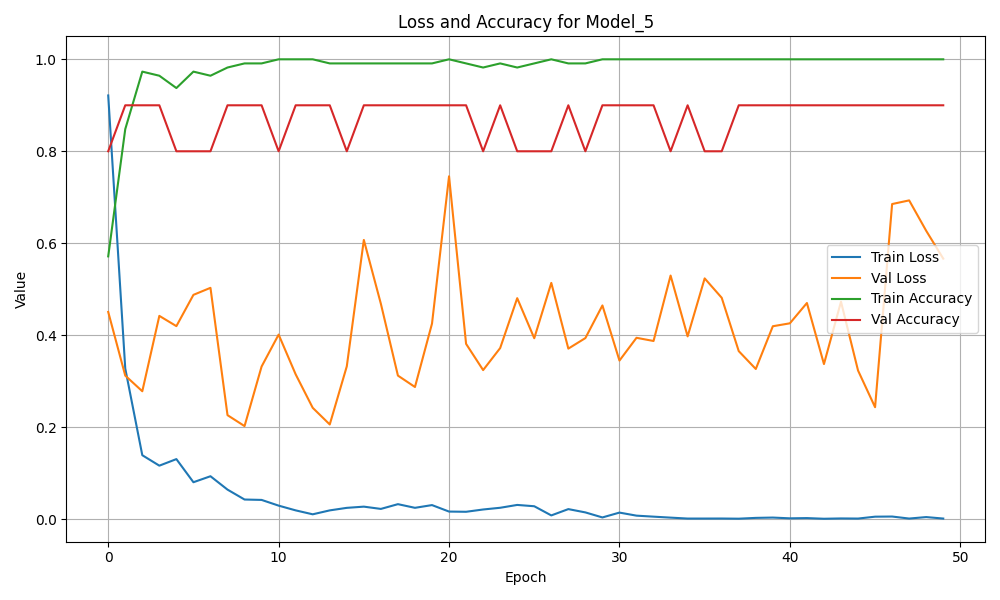 Loss and Accuracy for Model_5
1.0
0.8
0.6
0.4
0.2
0.0
Value
Train Loss
Val Loss
Train Accuracy
Val Accuracy
0
10
20
30
40
50
Epoch